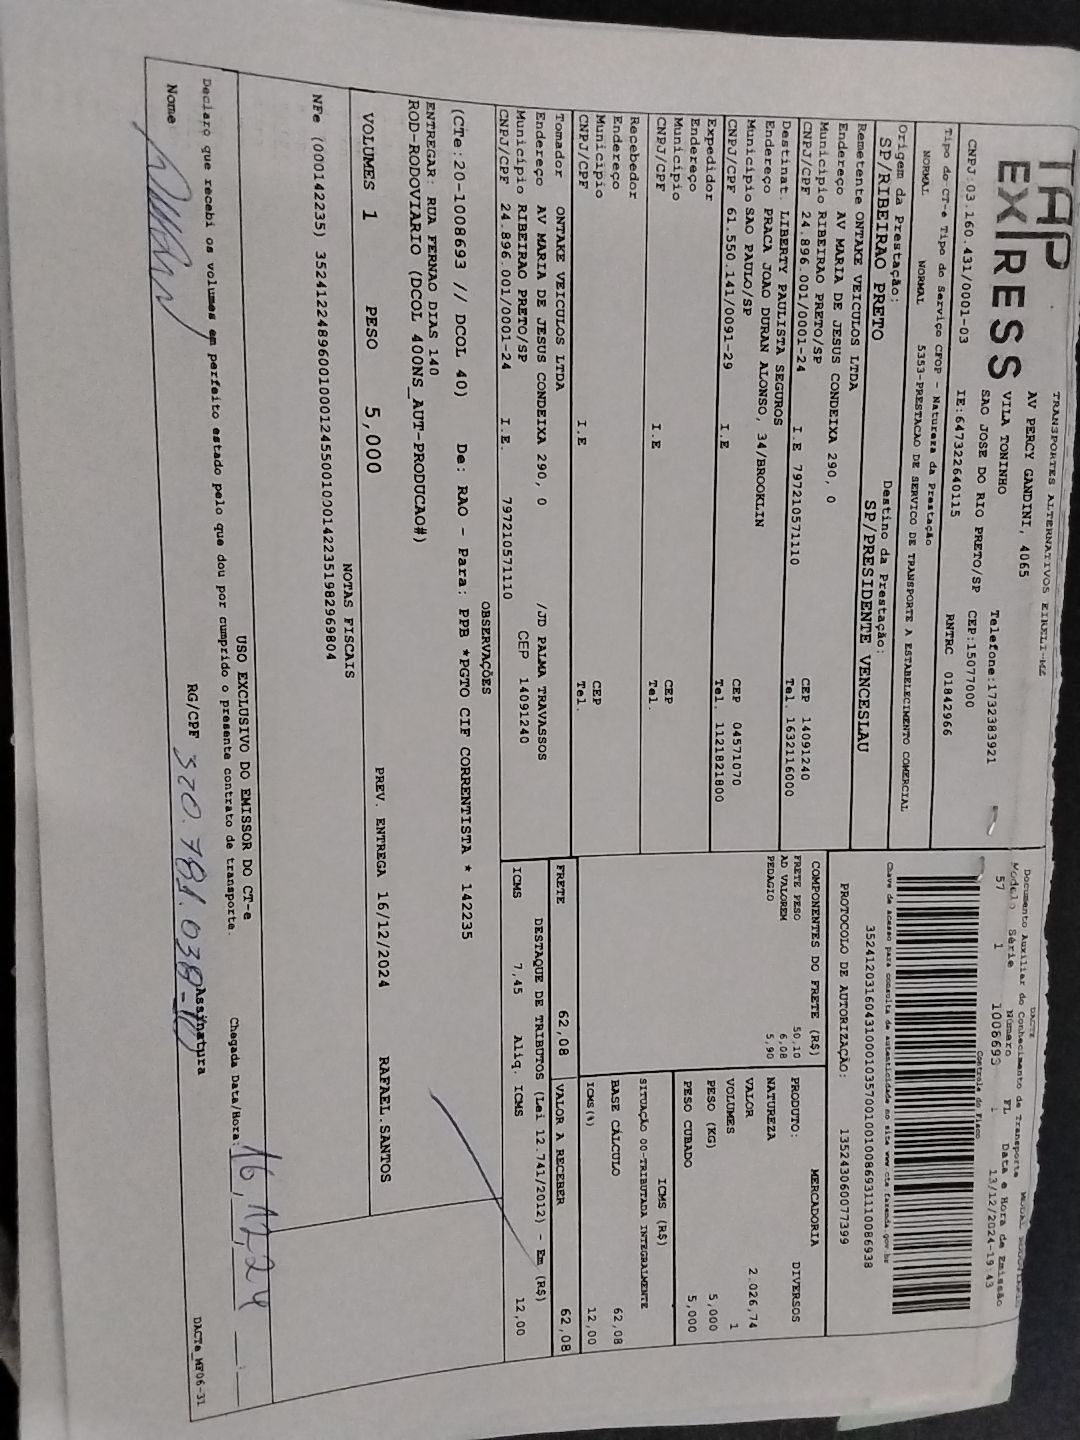 TAP
EXPRESS
TRANSPORTES ALTERNATIVOS EIRELI-ME
AV PERCY GANDINI, 4065
VILA TONINHO
SAO JOSE DO RIO PRETO/SP
Telefone:1732383921
CEP:15077000
CNPJ:03.160.431/0001-03
IE:647322640115
RNTRC 01842966
DACTE
Documento Auxiliar do Conhecimento de Transporte
Modelo Série Número FL Data e Hora de Emissão
57 1 1008693 1 13/12/2024-19:43
Controle do Fisco
Chave de acesso para consulta de autenticidade no site www.cte.fazenda.gov.br
35241203160431000103570010010086931110086938
PROTOCOLO DE AUTORIZAÇÃO: 135243060077399
Tipo do CT-e Tipo do Serviço CFOP - Natureza da Prestação
NORMAL NORMAL 5353-PRESTACAO DE SERVICO DE TRANSPORTE A ESTABELECIMENTO COMERCIAL
Origem da Prestação: Destino da Prestação:
SP/RIBEIRAO PRETO SP/PRESIDENTE VENCESLAU
Remetente ONTAKE VEICULOS LTDA
Endereço AV MARIA DE JESUS CONDEIXA 290, 0
Municipio RIBEIRAO PRETO/SP CEP 14091240
CNPJ/CPF 24.896.001/0001-24 I.E 797210571110 Tel. 1632116000
Destinat. LIBERTY PAULISTA SEGUROS
Endereço PRACA JOAO DURAN ALONSO, 34/BROOKLIN
Municipio SAO PAULO/SP CEP 04571070
CNPJ/CPF 61.550.141/0091-29 I.E Tel. 1121821800
Expedidor
Endereço
Municipio CEP
CNPJ/CPF I.E Tel.
Recebedor
Endereço
Municipio CEP
CNPJ/CPF I.E Tel.
Tomador ONTAKE VEICULOS LTDA
Endereço AV MARIA DE JESUS CONDEIXA 290, 0 /JD PALMA TRAVASSOS
Municipio RIBEIRAO PRETO/SP CEP 14091240
CNPJ/CPF 24.896.001/0001-24 I.E. 797210571110
COMPONENTES DO FRETE (R$)
FRETE PESO 50,10
AD VALOREM 6,08
PEDAGIO 5,90
MERCADORIA
PRODUTO: DIVERSOS
NATUREZA
VALOR 2.026,74
VOLUMES 1
PESO (KG) 5,000
PESO CUBADO 5,000
ICMS (R$)
SITUAÇÃO 00-TRIBUTADA INTEGRALMENTE
BASE CÁLCULO 62,08
ICMS(%) 12,00
FRETE 62,08 VALOR A RECEBER 62,08
DESTAQUE DE TRIBUTOS (Lei 12.741/2012) - Em (R$)
ICMS 7,45 Aliq. ICMS 12,00
OBSERVAÇÕES
(CTe:20-1008693 // DCOL 40) De: RAO - Para: PPB *PGTO CIF CORRENTISTA * 142235
ENTREGAR: RUA FERNAO DIAS 140
ROD-RODOVIARIO (DCOL 400NS_AUT-PRODUCAO#)
VOLUMES 1 PESO 5,000 PREV. ENTREGA 16/12/2024 RAFAEL.SANTOS
NOTAS FISCAIS
NFe (000142235) 35241224896001000124550010001422351982969804
USO EXCLUSIVO DO EMISSOR DO CT-e
Declaro que recebi os volumes em perfeito estado pelo que dou por cumprido o presente contrato de transporte. Chegada Data/Hora: 16,12,24 __:__
Nome RG/CPF 320.781.038- Assinatura
DACTe_MF06-31